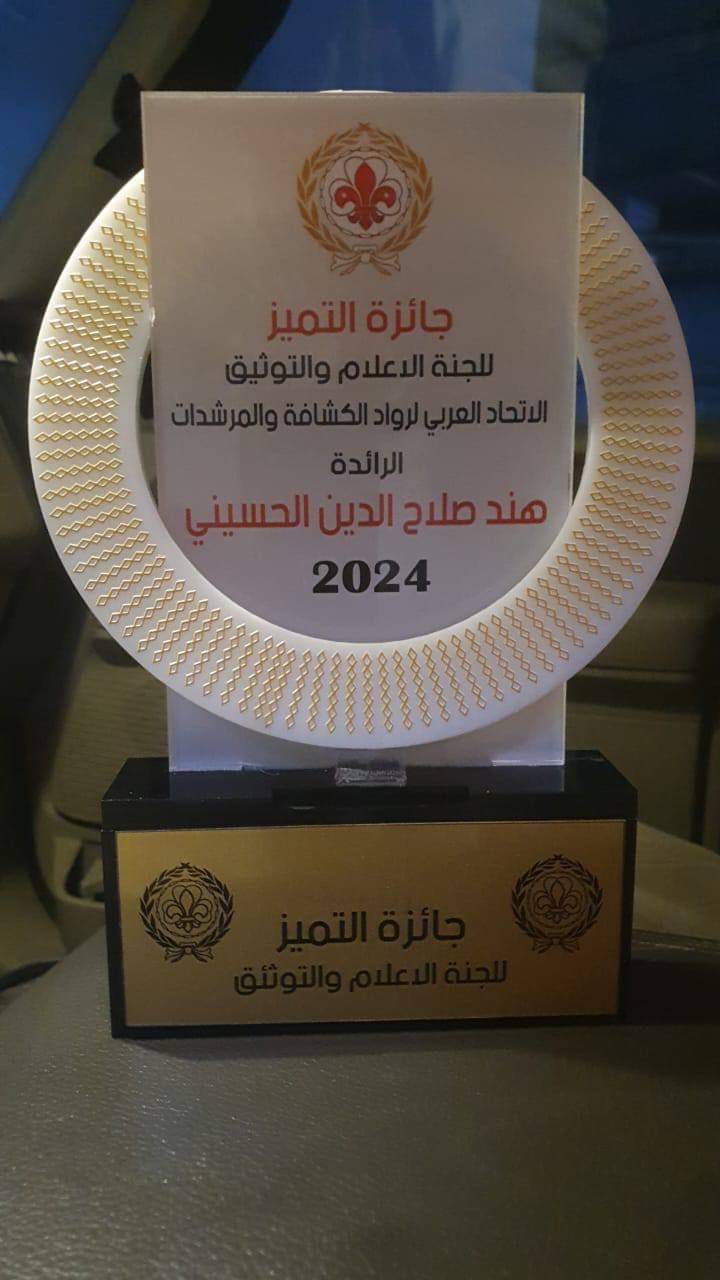 جائزة التميز
للجنة الاعلام والتوثيق
الاتحاد العربي لرواد الكشافة والمرشدات
الرائدة
هند صلاح الدين الحسيني
2024
جائزة التميز
للجنة الاعلام والتوثئق